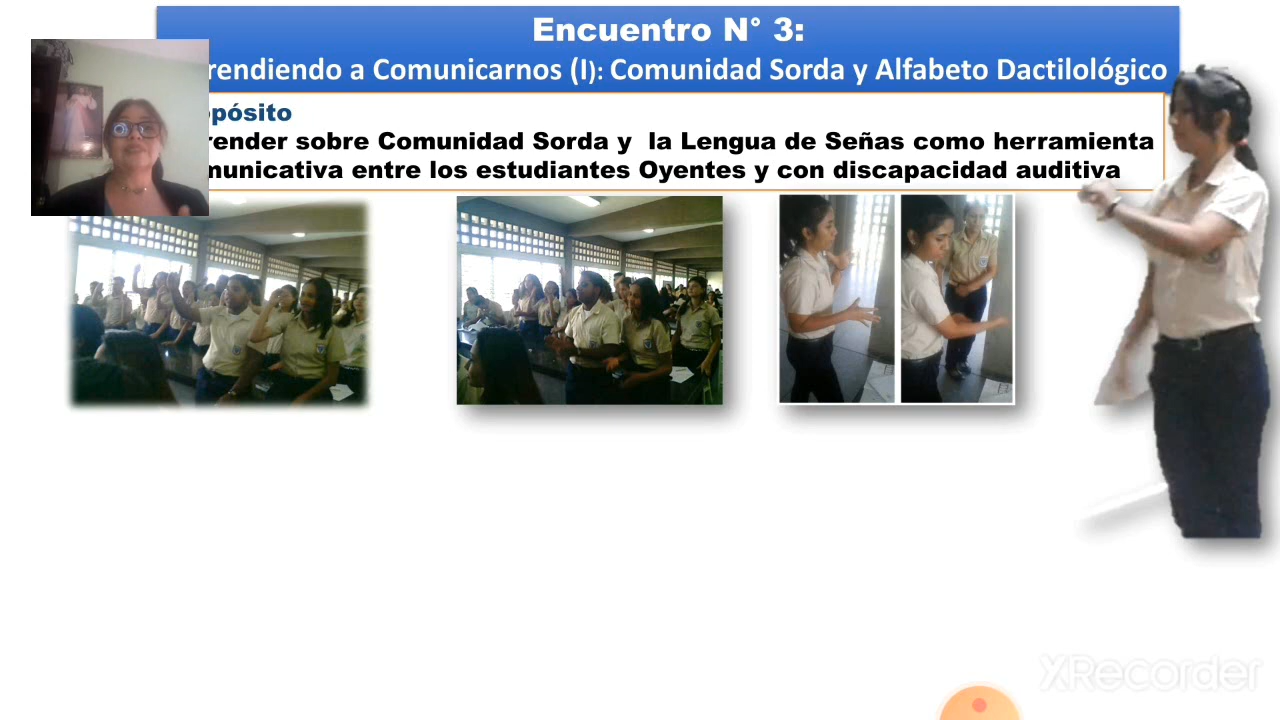 Encuentro N° 3:
rendiendo a Comunicarnos (I): Comunidad Sorda y Alfabeto Dactilológico
pósito
render sobre Comunidad Sorda y la Lengua de Señas como herramienta
municativa entre los estudiantes Oyentes y con discapacidad auditiva
XRecorder